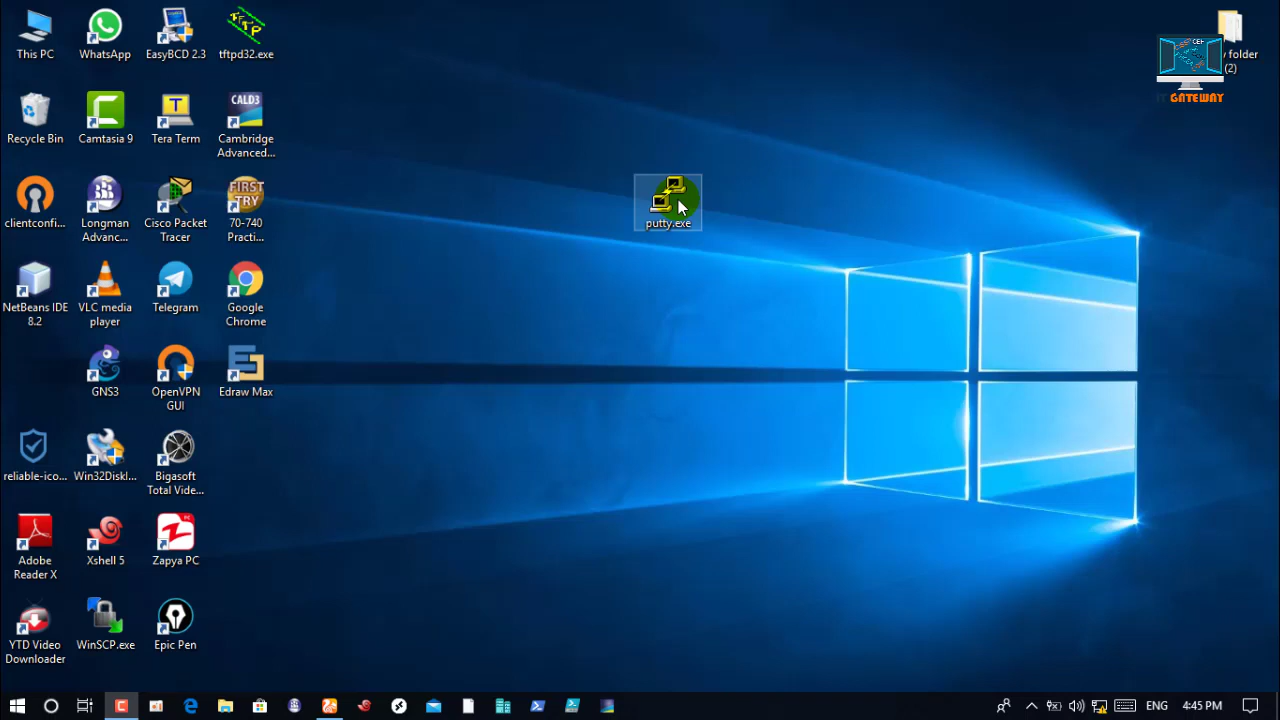 This PC
WhatsApp
EasyBCD 2.3
tftpd32.exe
Recycle Bin
Camtasia 9
Tera Term
Cambridge
Advanced...
clientconfi...
Longman
Advanc...
Cisco Packet
Tracer
70-740
Practi...
NetBeans IDE
8.2
VLC media
player
Telegram
Google
Chrome
GNS3
OpenVPN
GUI
Edraw Max
reliable-ico...
Win32DiskI...
Bigasoft
Total Vide...
Adobe
Reader X
Xshell 5
Zapya PC
YTD Video
Downloader
WinSCP.exe
Epic Pen
TFTP
CALD3
FIRST
TRY
putty.exe
folder
(2)
CEF
IT GATEWAY
ENG
4:45 PM